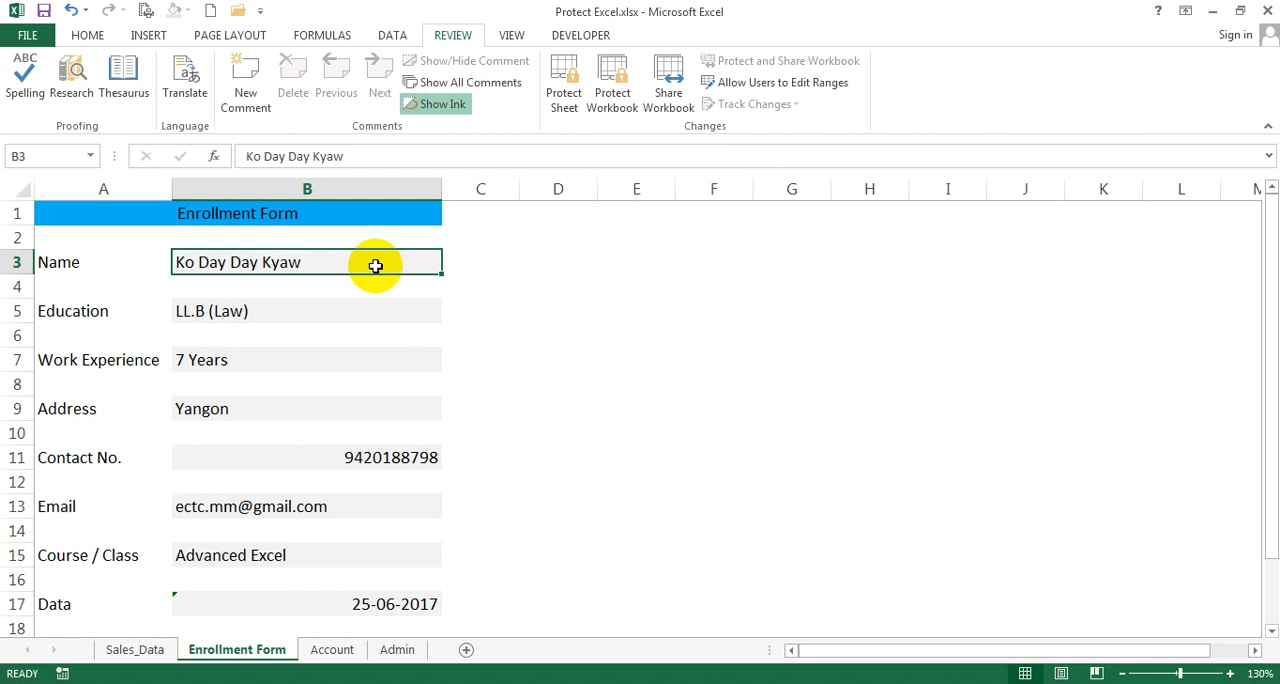 Protect Excel.xlsx - Microsoft Excel
FILE HOME INSERT PAGE LAYOUT FORMULAS DATA REVIEW VIEW DEVELOPER Sign in
ABC
Spelling Research Thesaurus
Proofing
Translate
Language
New Comment Delete Previous Next
Show/Hide Comment
Show All Comments
Show Ink
Comments
Protect Sheet Protect Workbook Share Workbook
Protect and Share Workbook
Allow Users to Edit Ranges
Track Changes
Changes
B3 fx Ko Day Day Kyaw
A B C D E F G H I J K L M
1 Enrollment Form
2
3 Name Ko Day Day Kyaw
4
5 Education LL.B (Law)
6
7 Work Experience 7 Years
8
9 Address Yangon
10
11 Contact No. 9420188798
12
13 Email ectc.mm@gmail.com
14
15 Course / Class Advanced Excel
16
17 Data 25-06-2017
18
Sales_Data Enrollment Form Account Admin
READY 130%